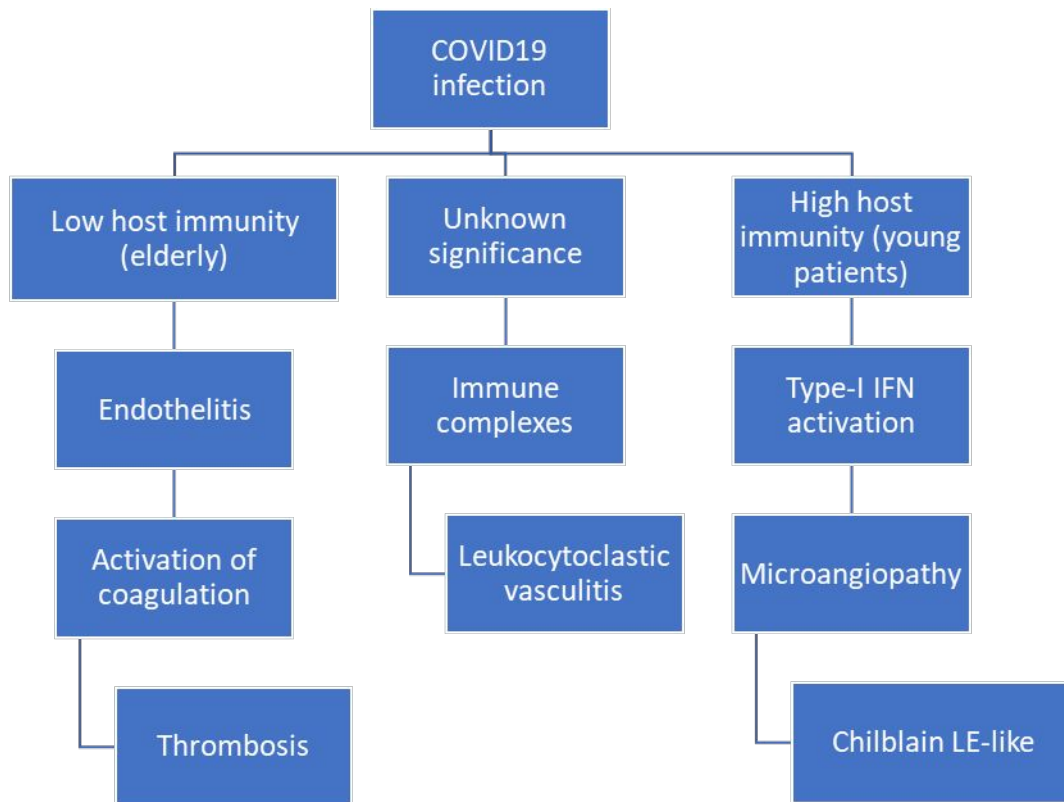 COVID19
infection
Low host immunity
(elderly)
Unknown
significance
High host
immunity (young
patients)
Endothelitis
Immune
complexes
Type-I IFN
activation
Activation of
coagulation
Leukocytoclastic
vasculitis
Microangiopathy
Thrombosis
Chilblain LE-like